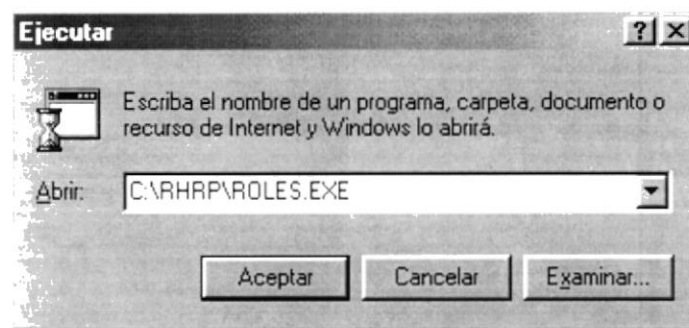 Ejecutar
Escriba el nombre de un programa, carpeta, documento o
recurso de Internet y Windows lo abrirá.
Abrir: C:\RHRP\ROLES.EXE
Aceptar Cancelar Examinar...